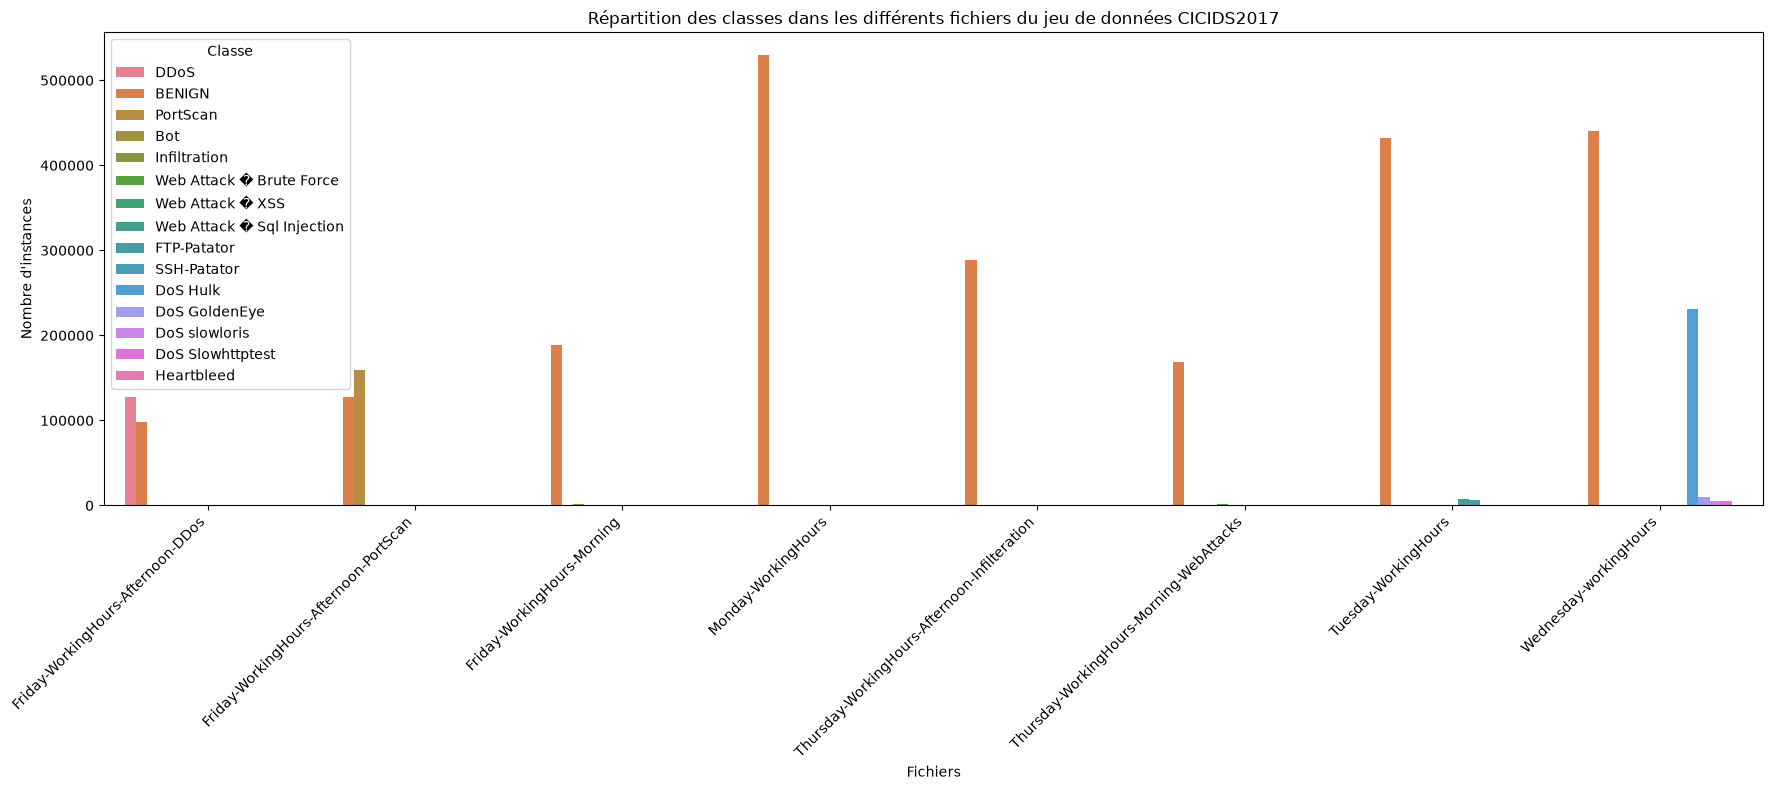 Répartition des classes dans les différents fichiers du jeu de données CICIDS2017
Classe
DDoS
BENIGN
PortScan
Bot
Infiltration
Web Attack � Brute Force
Web Attack � XSS
Web Attack � Sql Injection
FTP-Patator
SSH-Patator
DoS Hulk
DoS GoldenEye
DoS slowloris
DoS Slowhttptest
Heartbleed
Nombre d'instances
500000
400000
300000
200000
100000
0
Friday-WorkingHours-Afternoon-DDos
Friday-WorkingHours-Afternoon-PortScan
Friday-WorkingHours-Morning
Monday-WorkingHours
Thursday-WorkingHours-Afternoon-Infilteration
Thursday-WorkingHours-Morning-WebAttacks
Tuesday-WorkingHours
Wednesday-workingHours
Fichiers